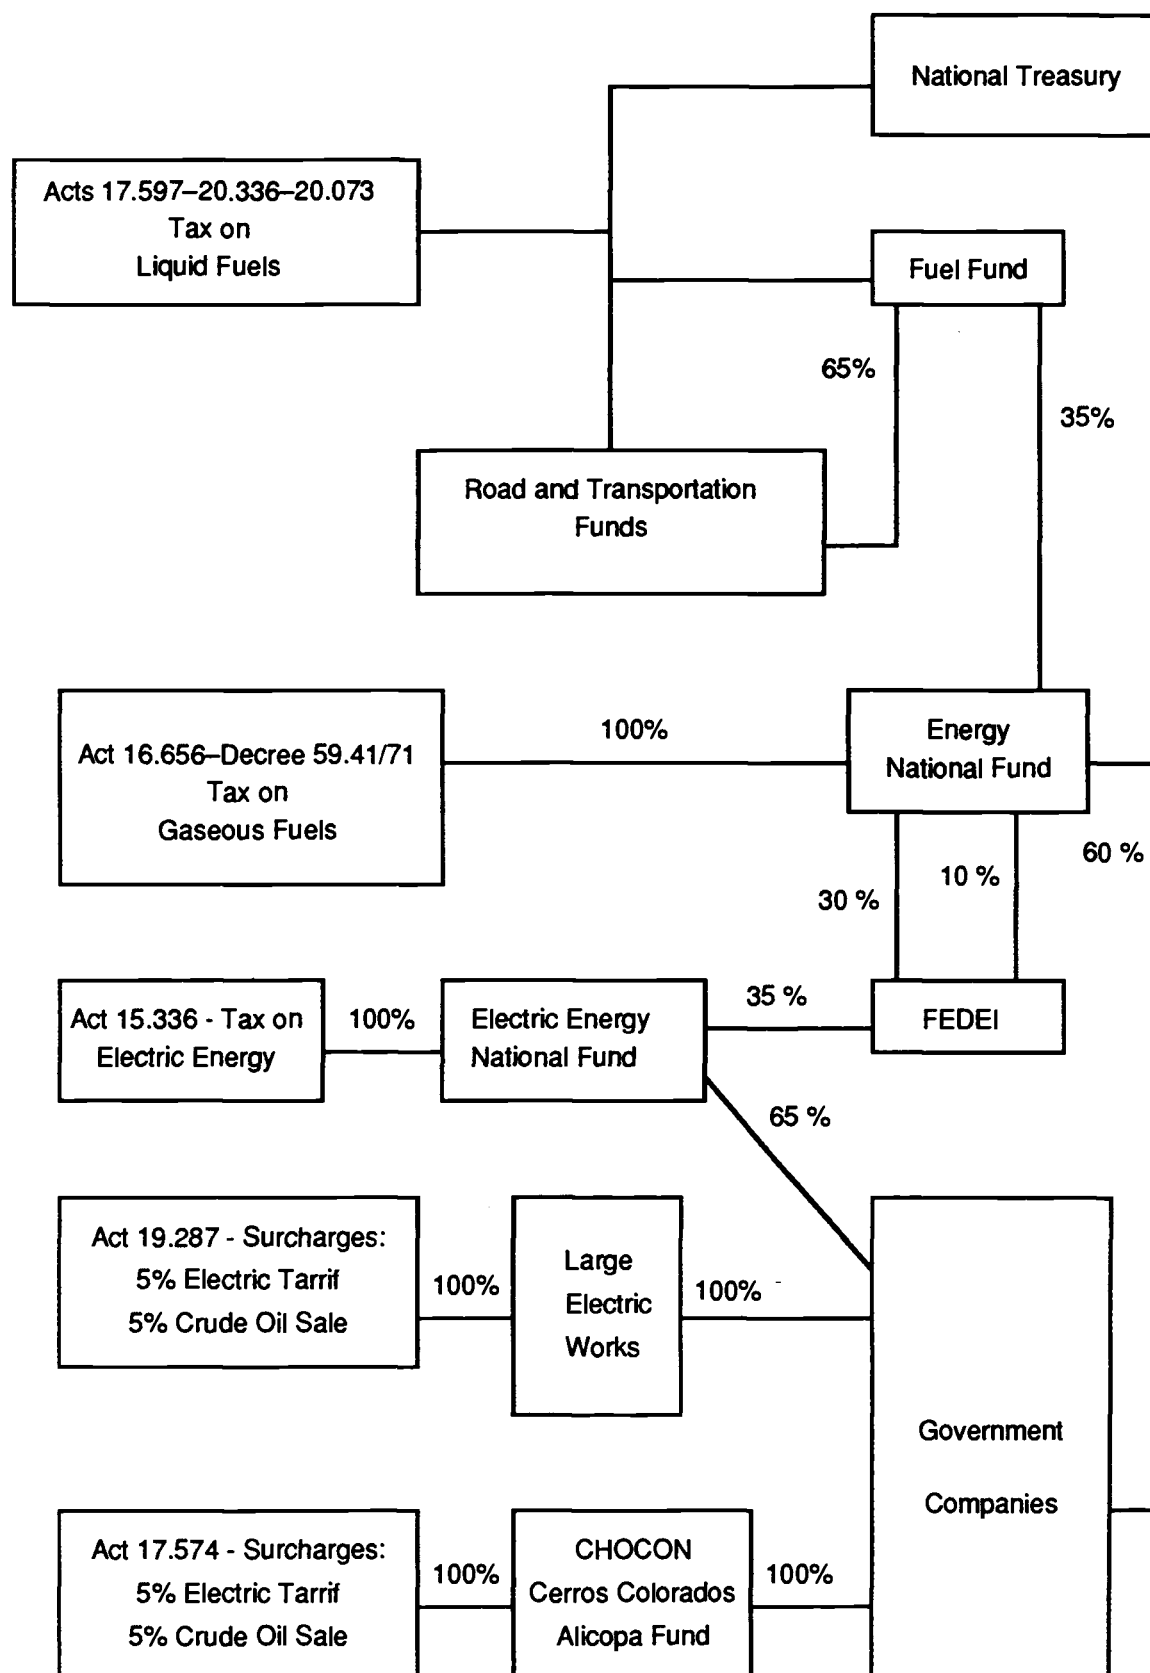 National Treasury
Acts 17.597–20.336–20.073
Tax on
Liquid Fuels
Fuel Fund
65%
35%
Road and Transportation
Funds
100%
Energy
National Fund
Act 16.656–Decree 59.41/71
Tax on
Gaseous Fuels
60 %
10 %
30 %
Act 15.336 - Tax on
Electric Energy
100%
Electric Energy
National Fund
35 %
FEDEI
65 %
Act 19.287 - Surcharges:
5% Electric Tarrif
5% Crude Oil Sale
100%
Large
Electric
Works
100%
Government
Companies
Act 17.574 - Surcharges:
5% Electric Tarrif
5% Crude Oil Sale
100%
CHOCON
Cerros Colorados
Alicopa Fund
100%